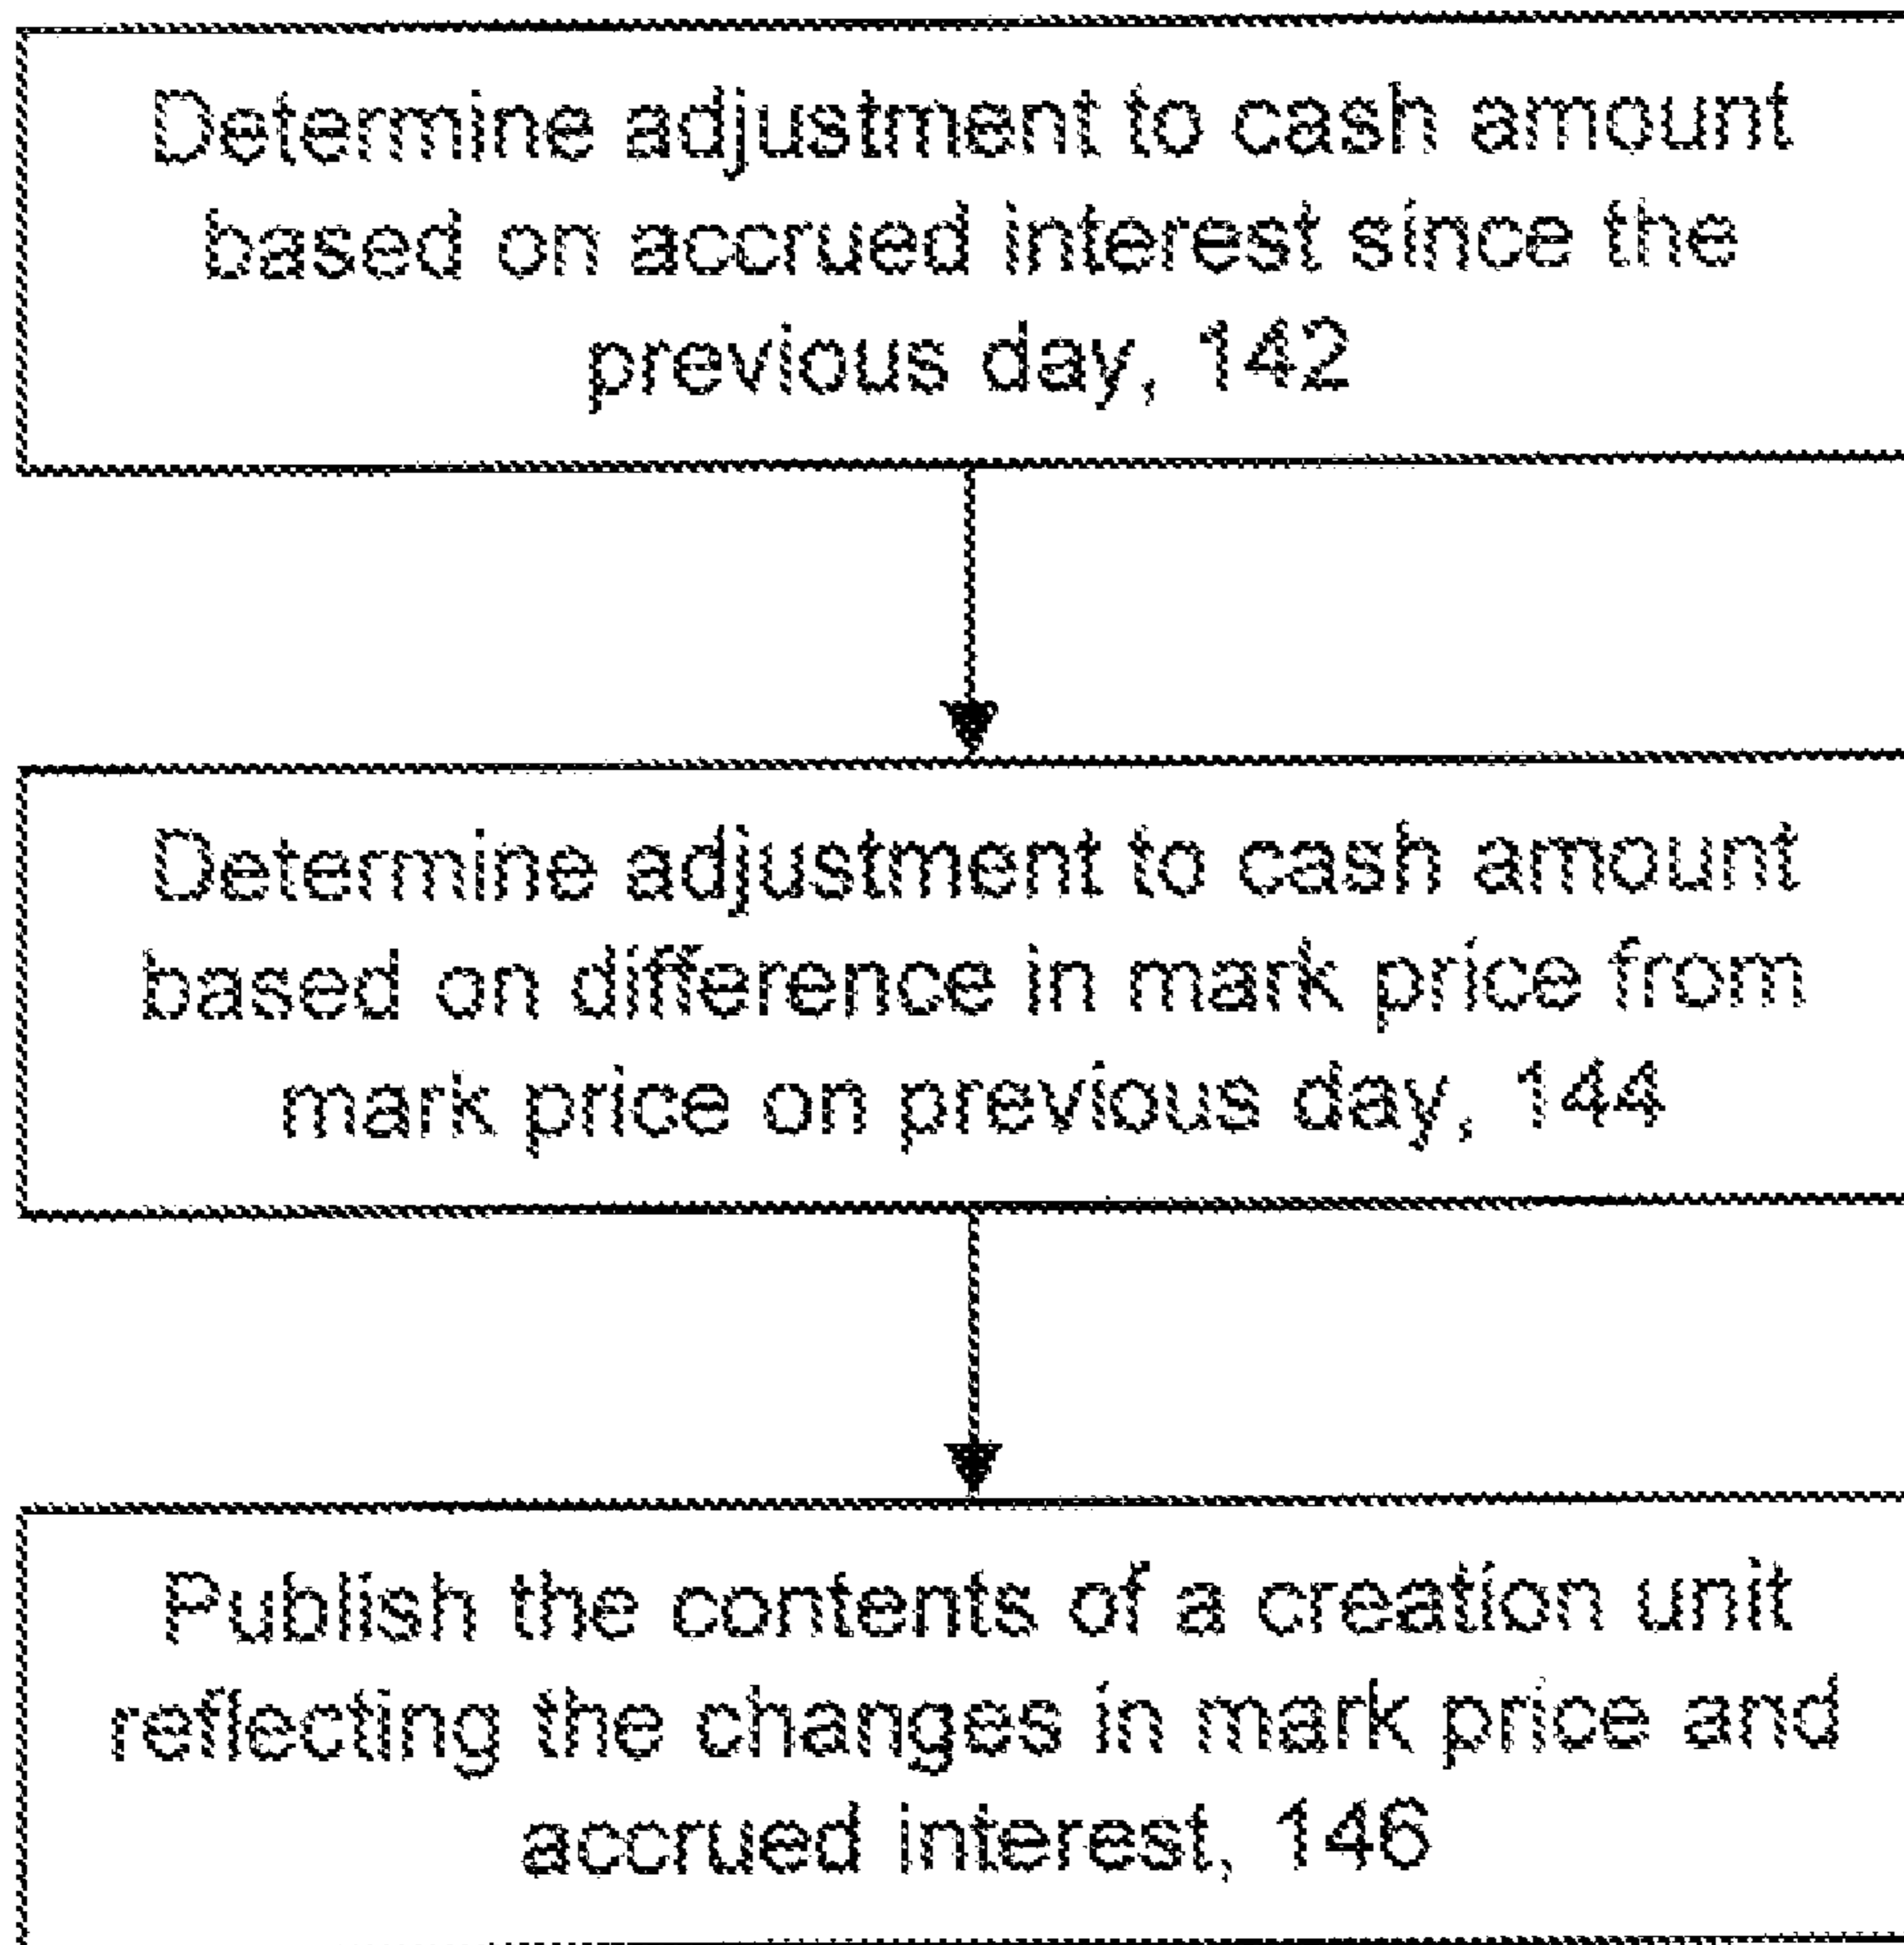 Determine adjustment to cash amount
based on accrued interest since the
previous day, 142
Determine adjustment to cash amount
based on difference in mark price from
mark price on previous day, 144
Publish the contents of a creation unit
reflecting the changes in mark price and
accrued interest, 146